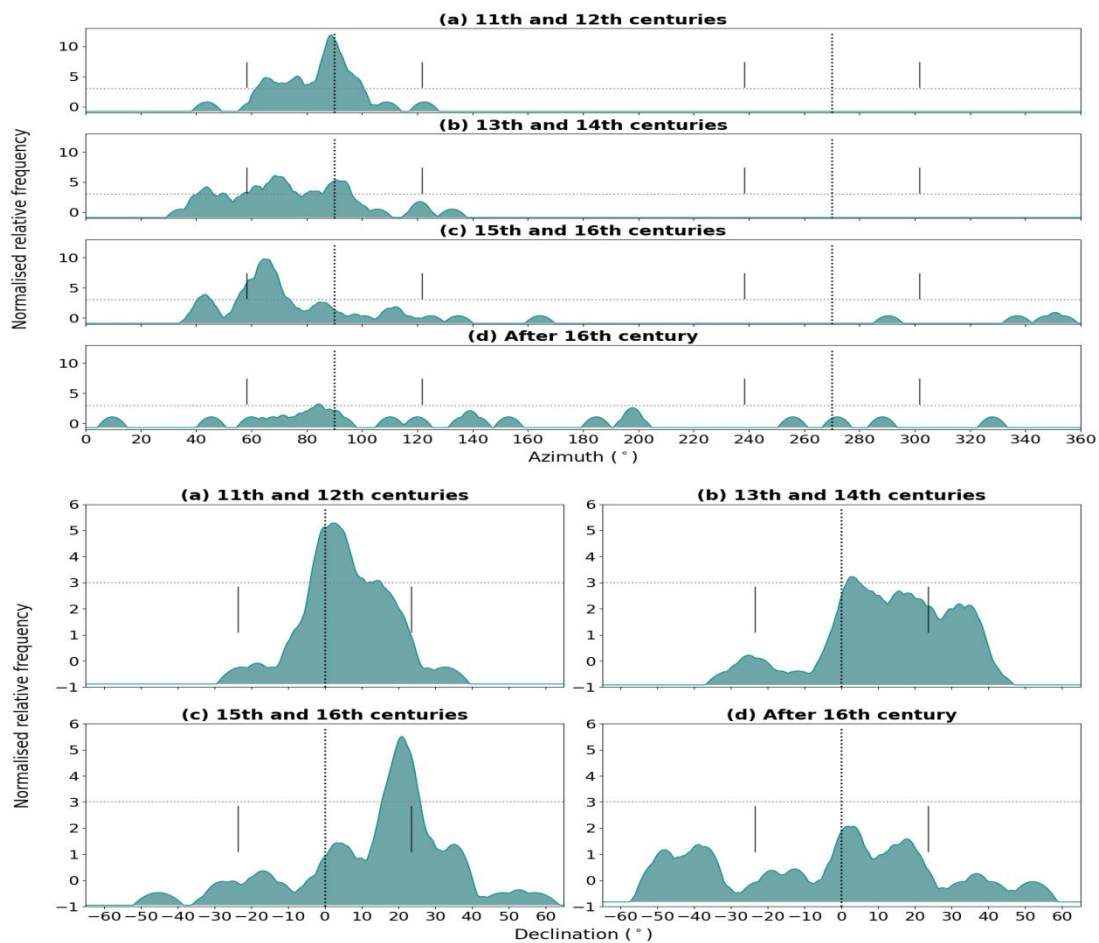 (a) 11th and 12th centuries
10
5
0
(b) 13th and 14th centuries
10
5
0
(c) 15th and 16th centuries
10
5
0
(d) After 16th century
10
5
0
0 20 40 60 80 100 120 140 160 180 200 220 240 260 280 300 320 340 360
Azimuth (°)
Normalised relative frequency
(a) 11th and 12th centuries
6
5
4
3
2
1
0
−1
(b) 13th and 14th centuries
6
5
4
3
2
1
0
−1
(c) 15th and 16th centuries
6
5
4
3
2
1
0
−1
−60 −50 −40 −30 −20 −10 0 10 20 30 40 50 60
(d) After 16th century
6
5
4
3
2
1
0
−1
−60 −50 −40 −30 −20 −10 0 10 20 30 40 50 60
Declination (°)
Normalised relative frequency